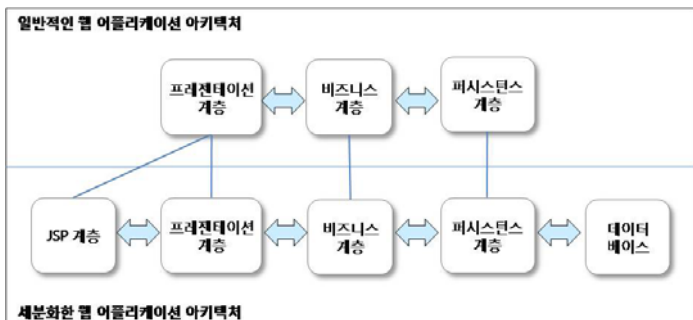 일반적인 웹 어플리케이션 아키텍처
프레젠테이션
계층
비즈니스
계층
퍼시스턴스
계층
JSP 계층
프레젠테이션
계층
비즈니스
계층
퍼시스턴스
계층
데이터
베이스
세분화한 웹 어플리케이션 아키텍처